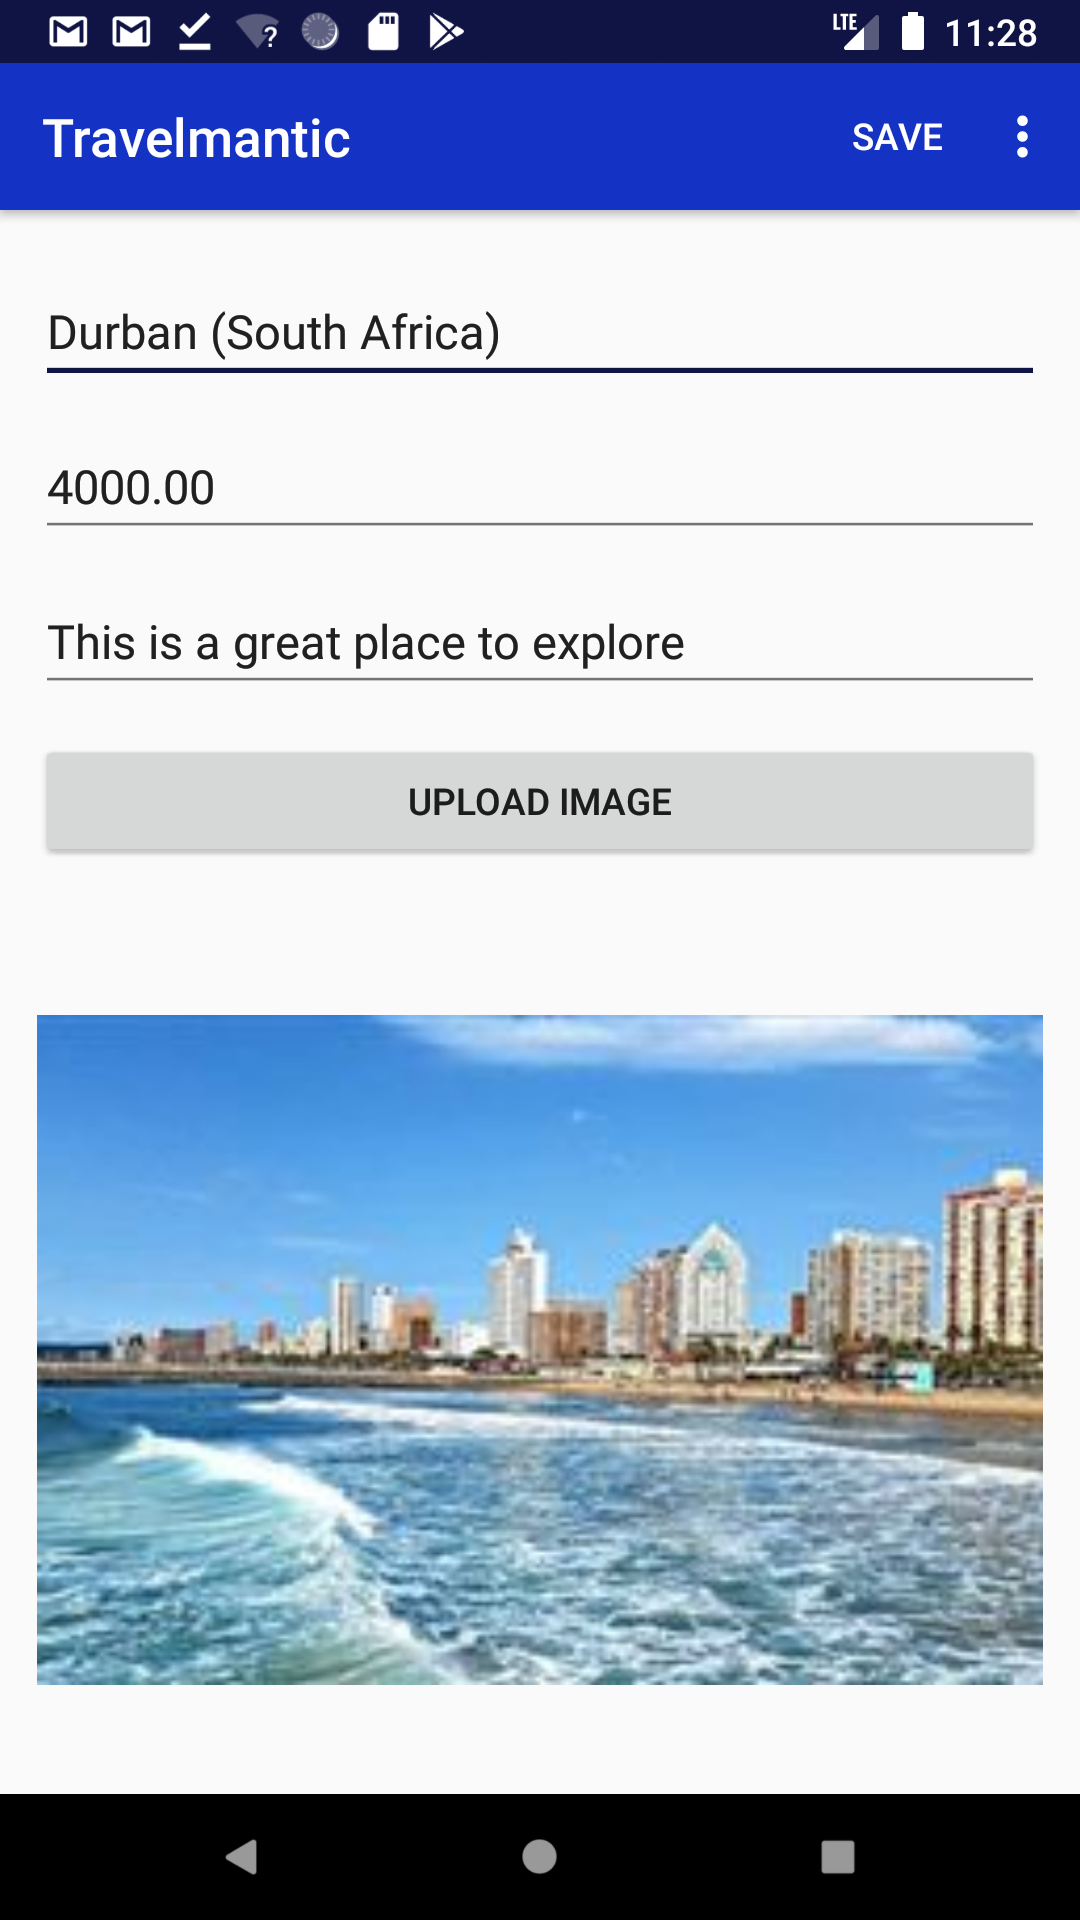 LTE 11:28
Travelmantic SAVE
Durban (South Africa)
4000.00
This is a great place to explore
UPLOAD IMAGE